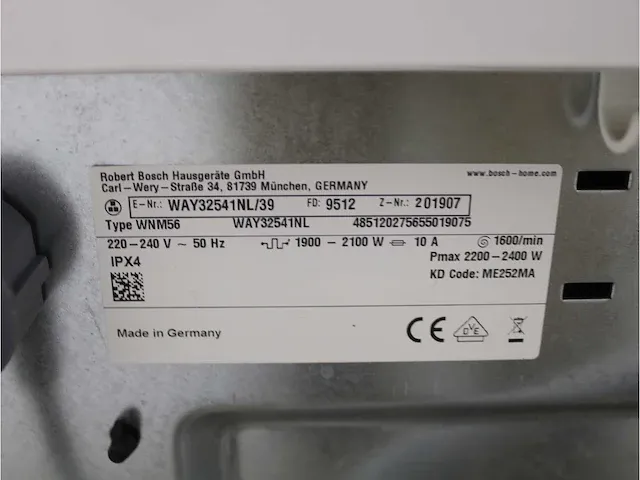 Robert Bosch Hausgeräte GmbH www.bosch-home.com
Carl-Wery-Straße 34, 81739 München, GERMANY
E-Nr.: WAY32541NL/39 FD: 9512 Z-Nr.: 201907
Type WNM56 WAY32541NL 485120275655019075
220-240 V ~ 50 Hz 1900-2100 W 10 A 1600/min
IPX4 Pmax 2200-2400 W
KD Code: ME252MA
Made in Germany CE DVE